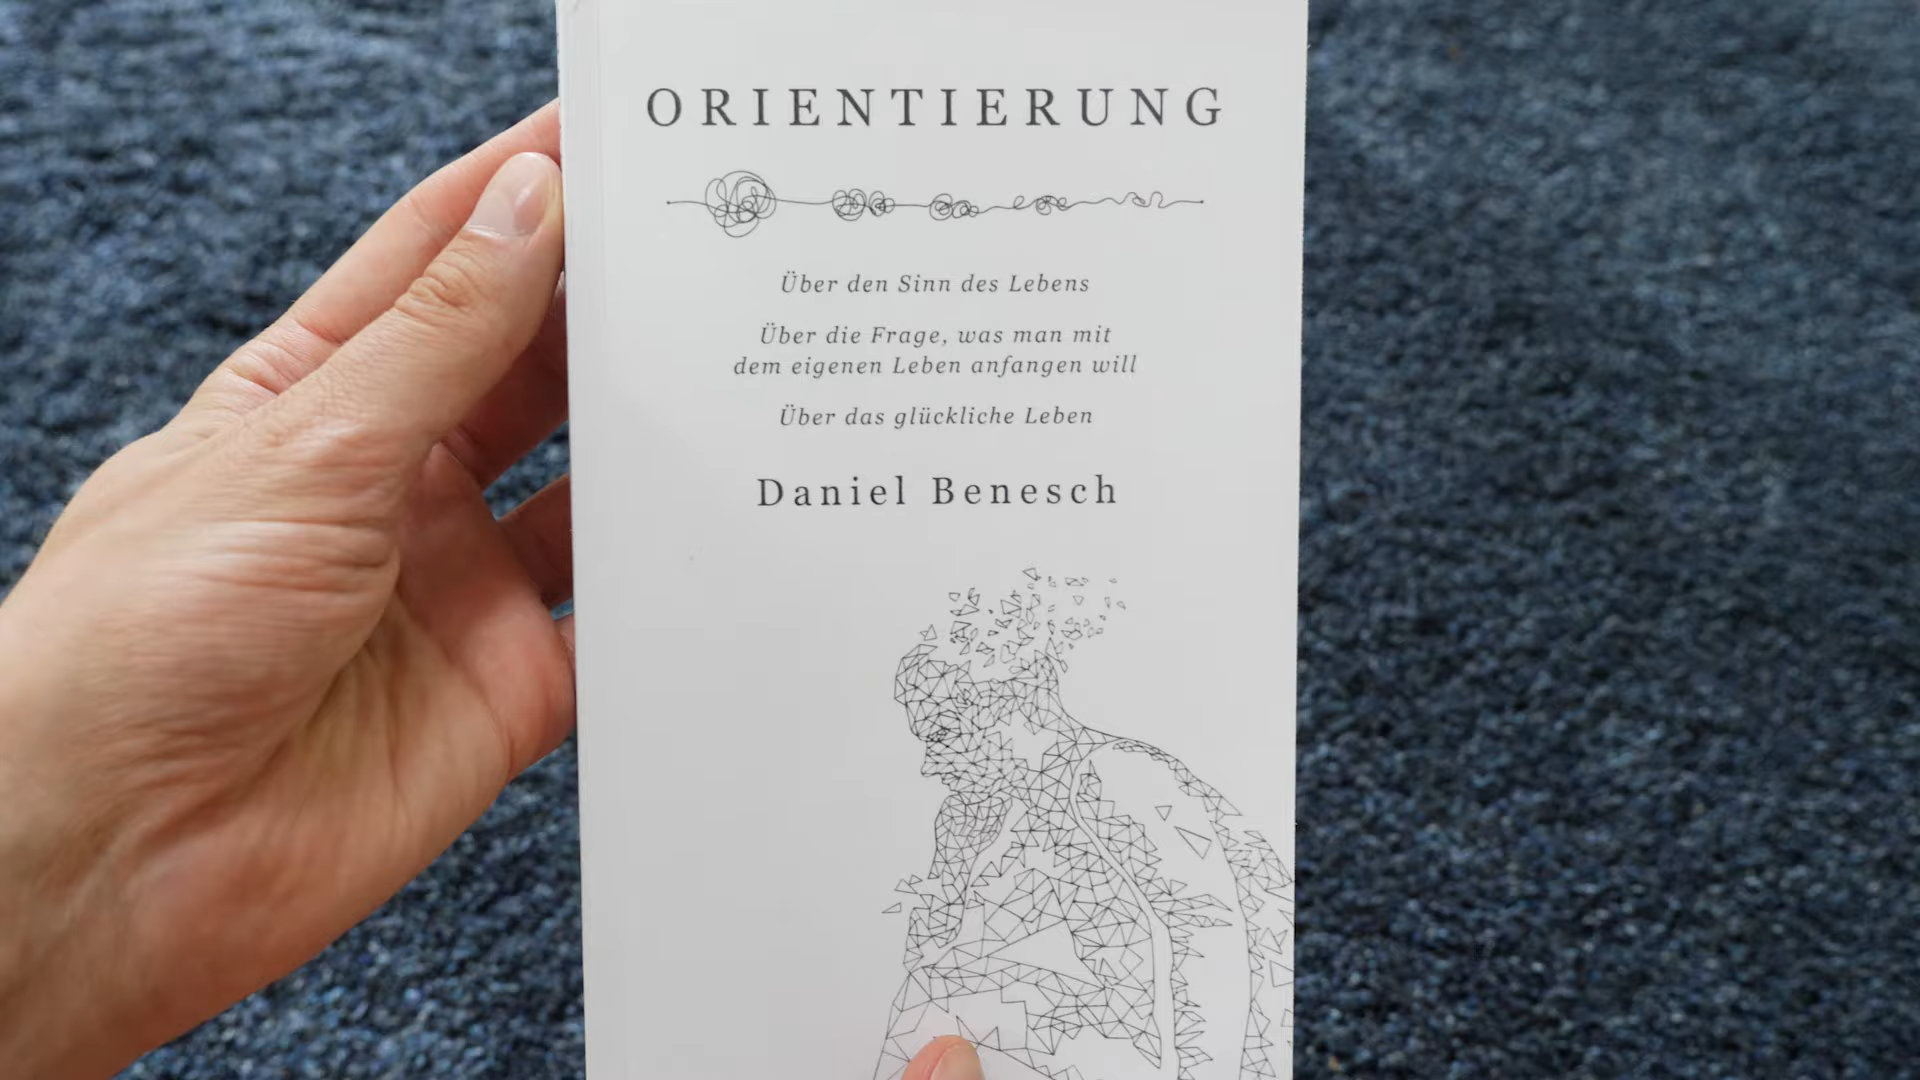 ORIENTIERUNG
Über den Sinn des Lebens
Über die Frage, was man mit
dem eigenen Leben anfangen will
Über das glückliche Leben
Daniel Benesch